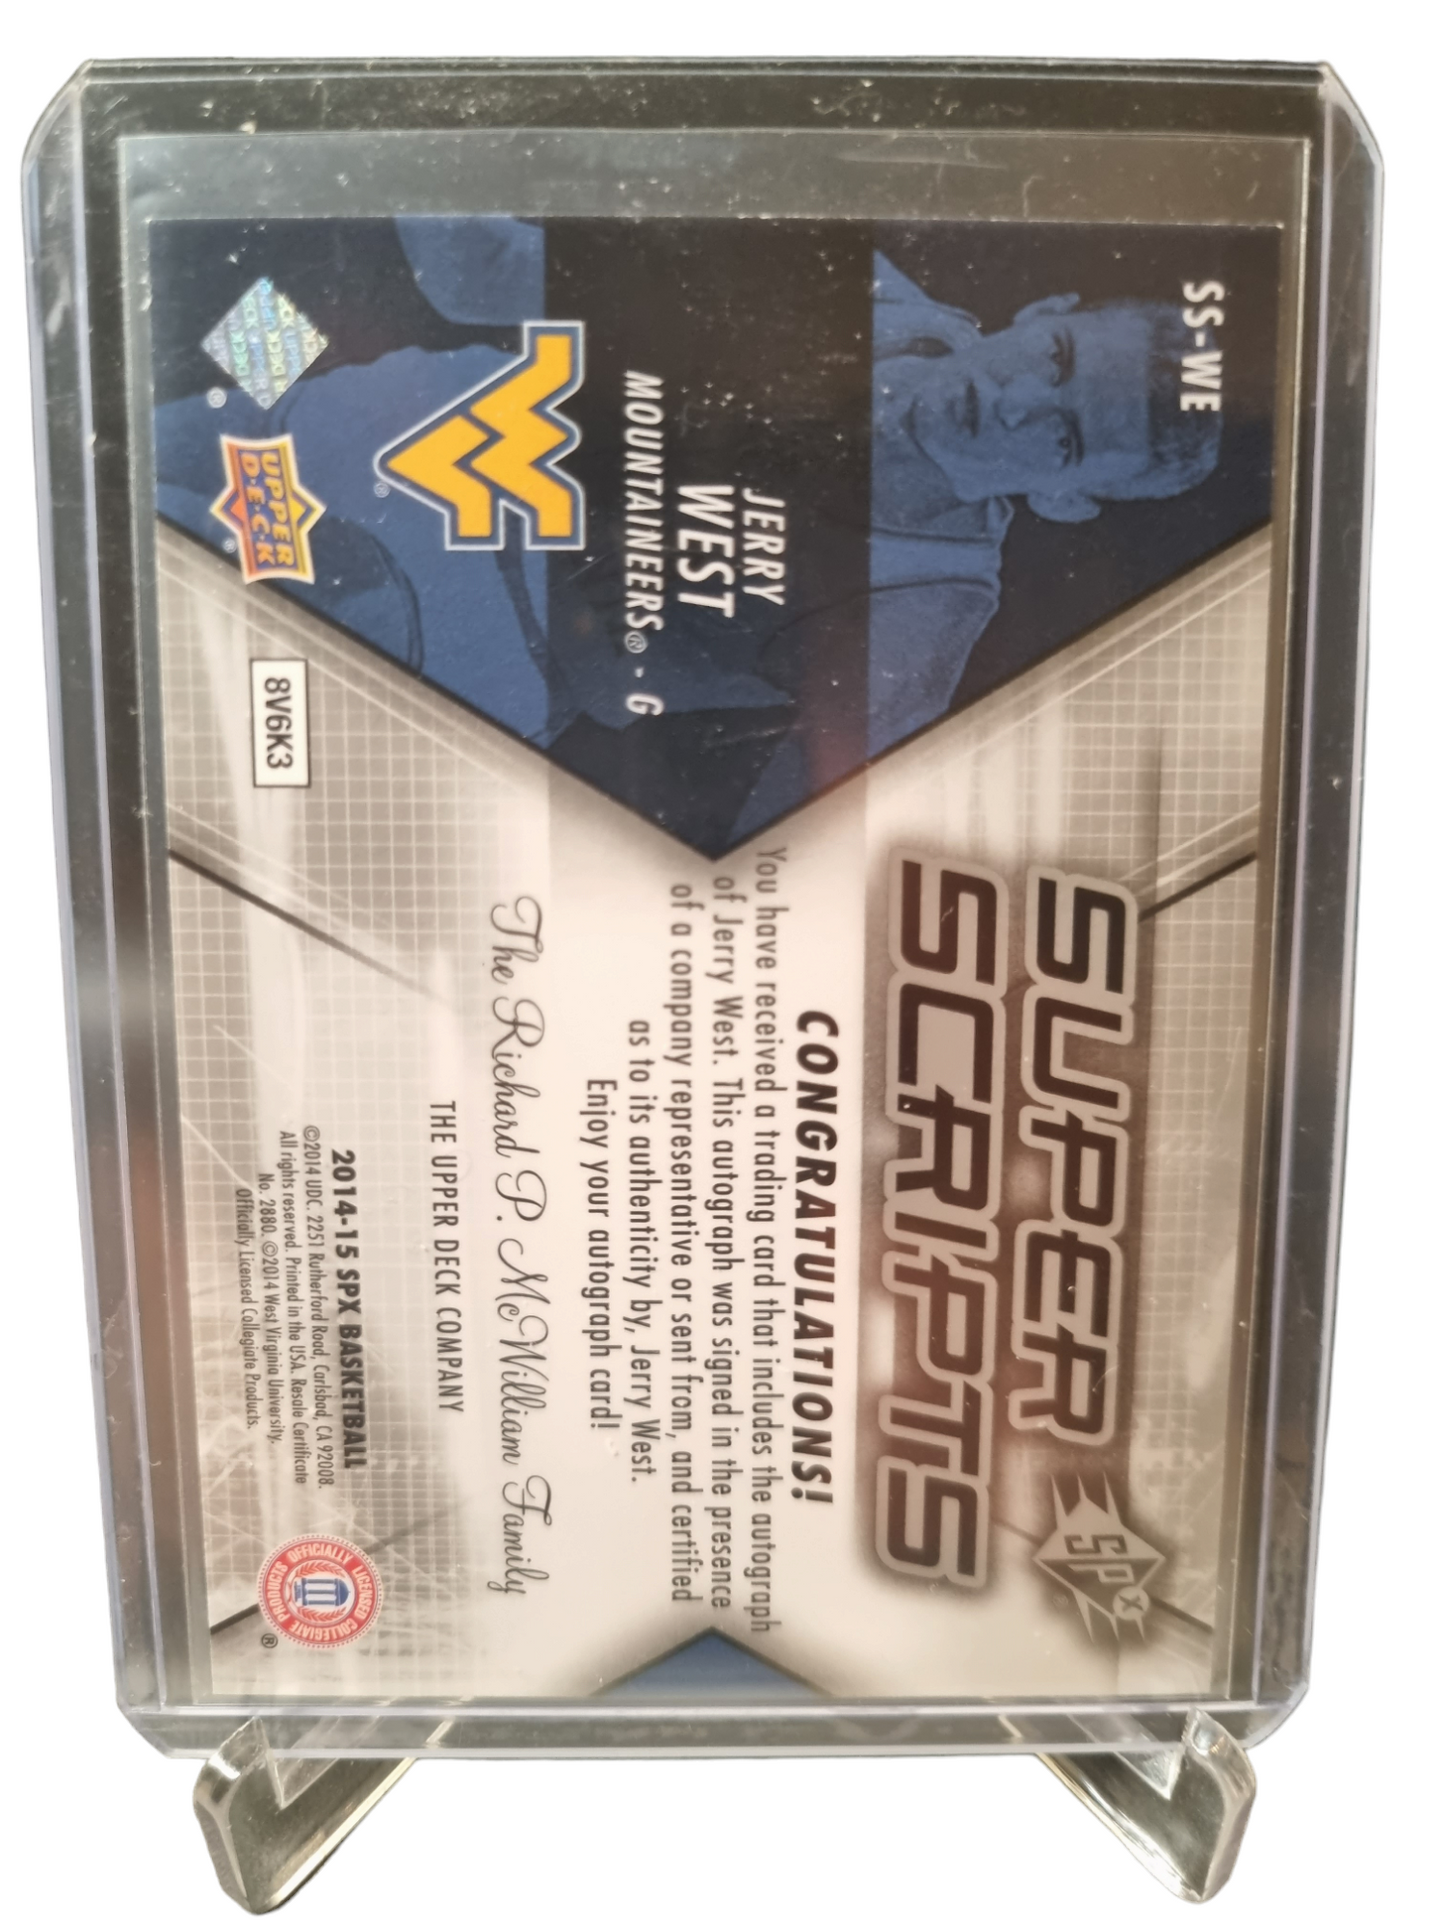 SS-WE
SUPER
SCRIPTS
SPx
JERRY
WEST
MOUNTAINEERS® - G
CONGRATULATIONS!
You have received a trading card that includes the autograph
of Jerry West. This autograph was signed in the presence
of a company representative or sent from, and certified
as to its authenticity by, Jerry West.
Enjoy your autograph card!
The Richard P. McWilliam Family
THE UPPER DECK COMPANY
2014-15 SPX BASKETBALL
©2014 UDC. 2251 Rutherford Road, Carlsbad, CA 92008.
All rights reserved. Printed in the USA. Resale Certificate
No. 2880. ©2014 West Virginia University.
Officially Licensed Collegiate Products.
UPPER
D·E·C·K
8V6K3
OFFICIALLY LICENSED COLLEGIATE PRODUCTS